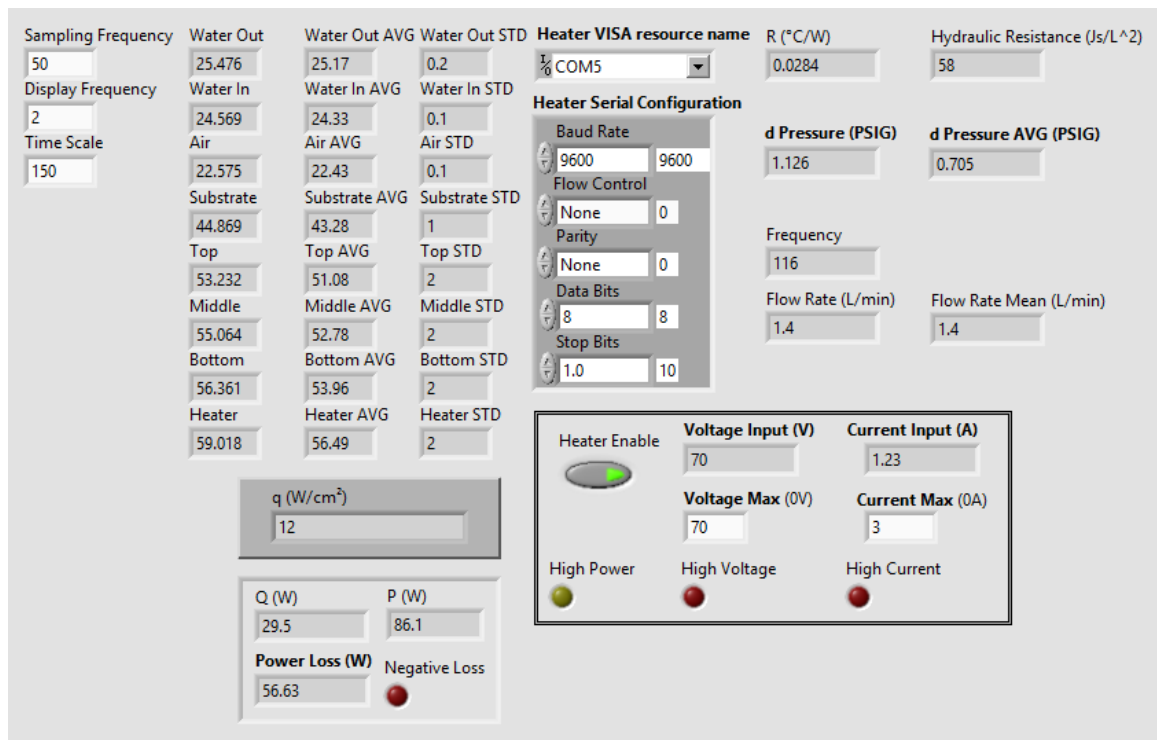 Sampling Frequency
50
Display Frequency
2
Time Scale
150
Water Out Water Out AVG Water Out STD
25.476 25.17 0.2
Water In Water In AVG Water In STD
24.569 24.33 0.1
Air Air AVG Air STD
22.575 22.43 0.1
Substrate Substrate AVG Substrate STD
44.869 43.28 1
Top Top AVG Top STD
53.232 51.08 2
Middle Middle AVG Middle STD
55.064 52.78 2
Bottom Bottom AVG Bottom STD
56.361 53.96 2
Heater Heater AVG Heater STD
59.018 56.49 2
Heater VISA resource name
I/0 COM5
Heater Serial Configuration
Baud Rate
9600 9600
Flow Control
None 0
Parity
None 0
Data Bits
8 8
Stop Bits
1.0 10
R (°C/W) Hydraulic Resistance (Js/L^2)
0.0284 58
d Pressure (PSIG) d Pressure AVG (PSIG)
1.126 0.705
Frequency
116
Flow Rate (L/min) Flow Rate Mean (L/min)
1.4 1.4
q (W/cm²)
12
Q (W) P (W)
29.5 86.1
Power Loss (W) Negative Loss
56.63
Heater Enable
Voltage Input (V) Current Input (A)
70 1.23
Voltage Max (0V) Current Max (0A)
70 3
High Power High Voltage High Current